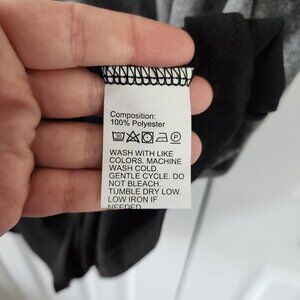 Composition:
100% Polyester
WASH WITH LIKE
COLORS. MACHINE
WASH COLD.
GENTLE CYCLE. DO
NOT BLEACH.
TUMBLE DRY LOW.
LOW IRON IF
NEEDED.